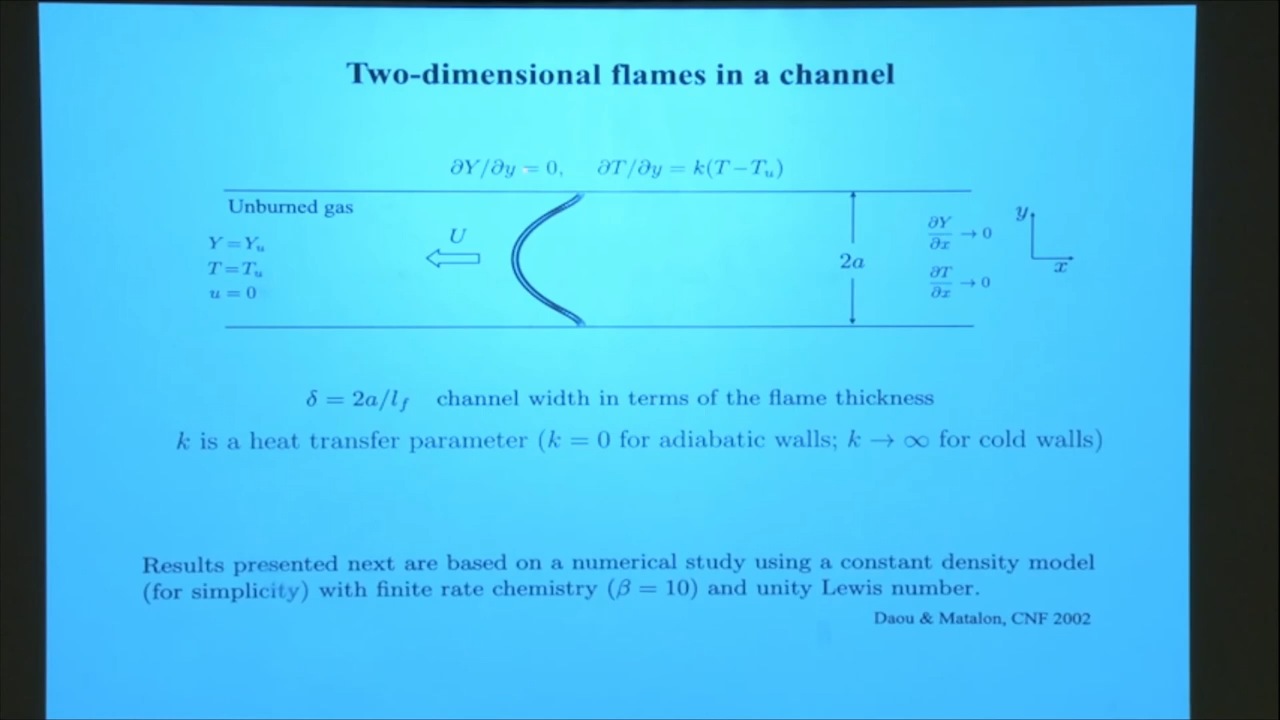 Two-dimensional flames in a channel
∂Y/∂y = 0, ∂T/∂y = k(T − Tᵤ)
Unburned gas
Y = Yᵤ
T = Tᵤ
u = 0
U
2a
∂Y/∂x → 0
∂T/∂x → 0
y
x
δ = 2a/l_f channel width in terms of the flame thickness
k is a heat transfer parameter (k = 0 for adiabatic walls; k → ∞ for cold walls)
Results presented next are based on a numerical study using a constant density model
(for simplicity) with finite rate chemistry (β = 10) and unity Lewis number.
Daou & Matalon, CNF 2002